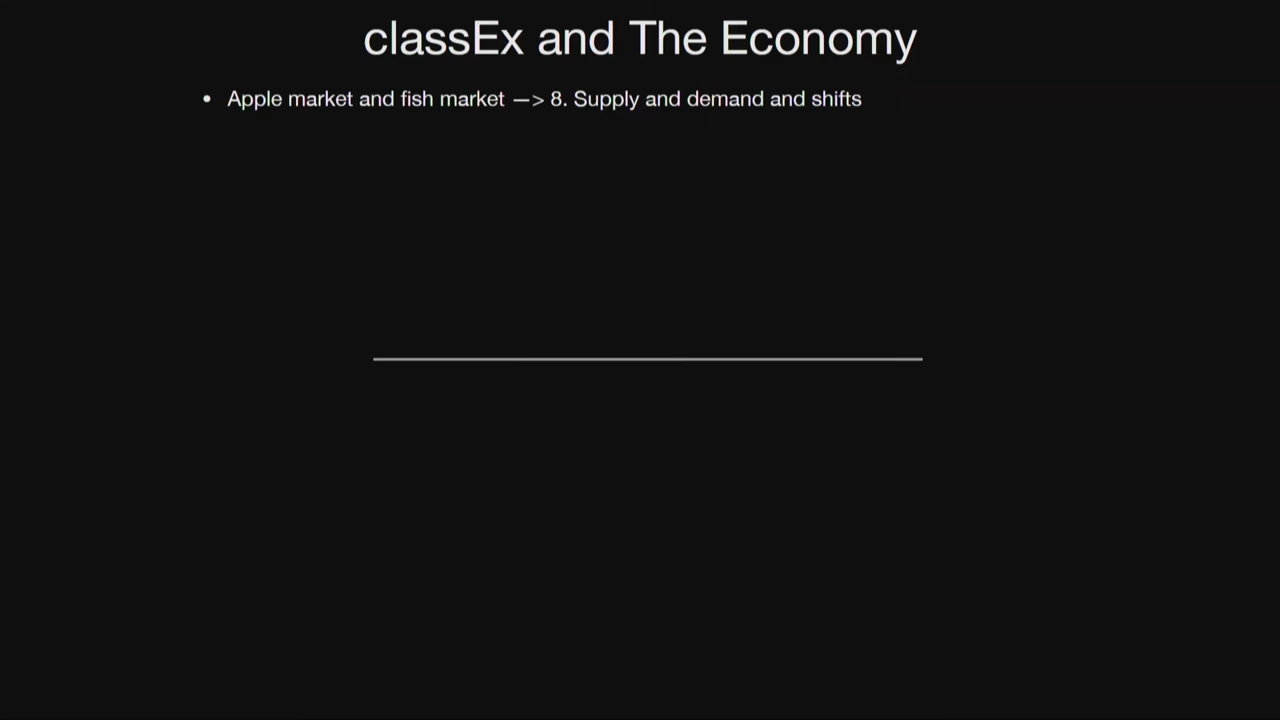 classEx and The Economy
• Apple market and fish market —> 8. Supply and demand and shifts